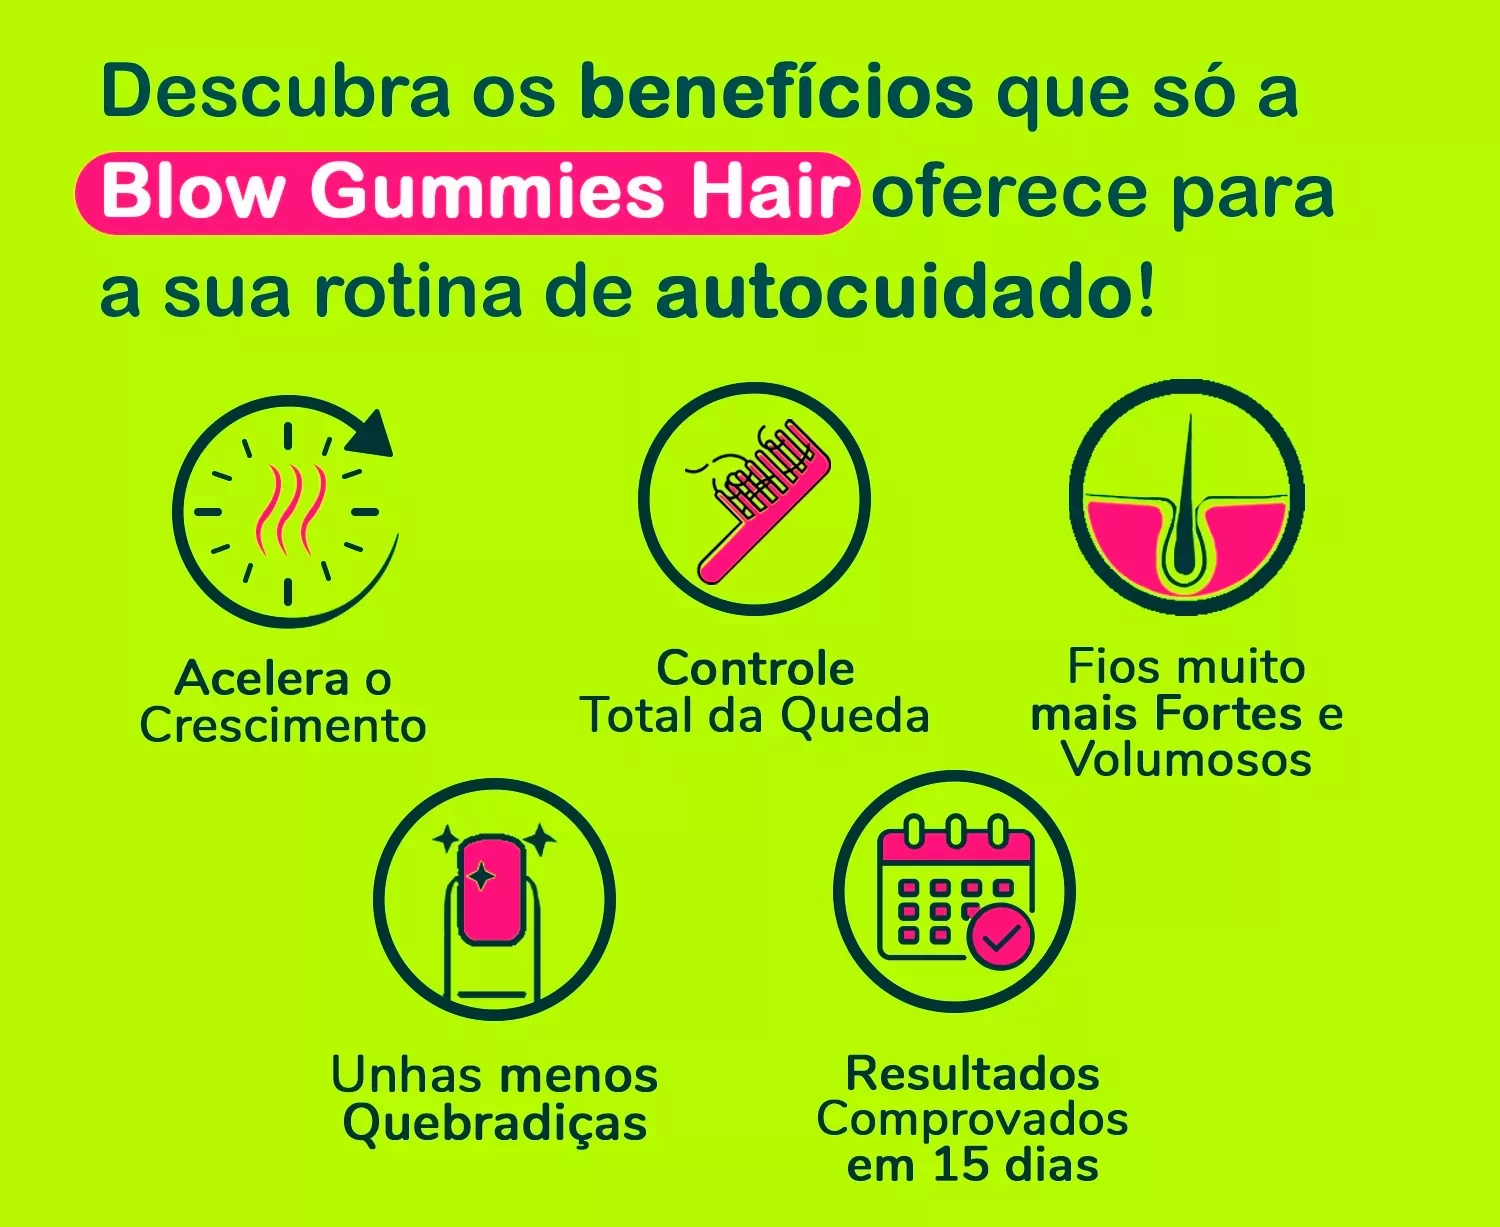 Descubra os benefícios que só a
Blow Gummies Hair oferece para
a sua rotina de autocuidado!
Acelera o
Crescimento
Controle
Total da Queda
Fios muito
mais Fortes e
Volumosos
Unhas menos
Quebradiças
Resultados
Comprovados
em 15 dias